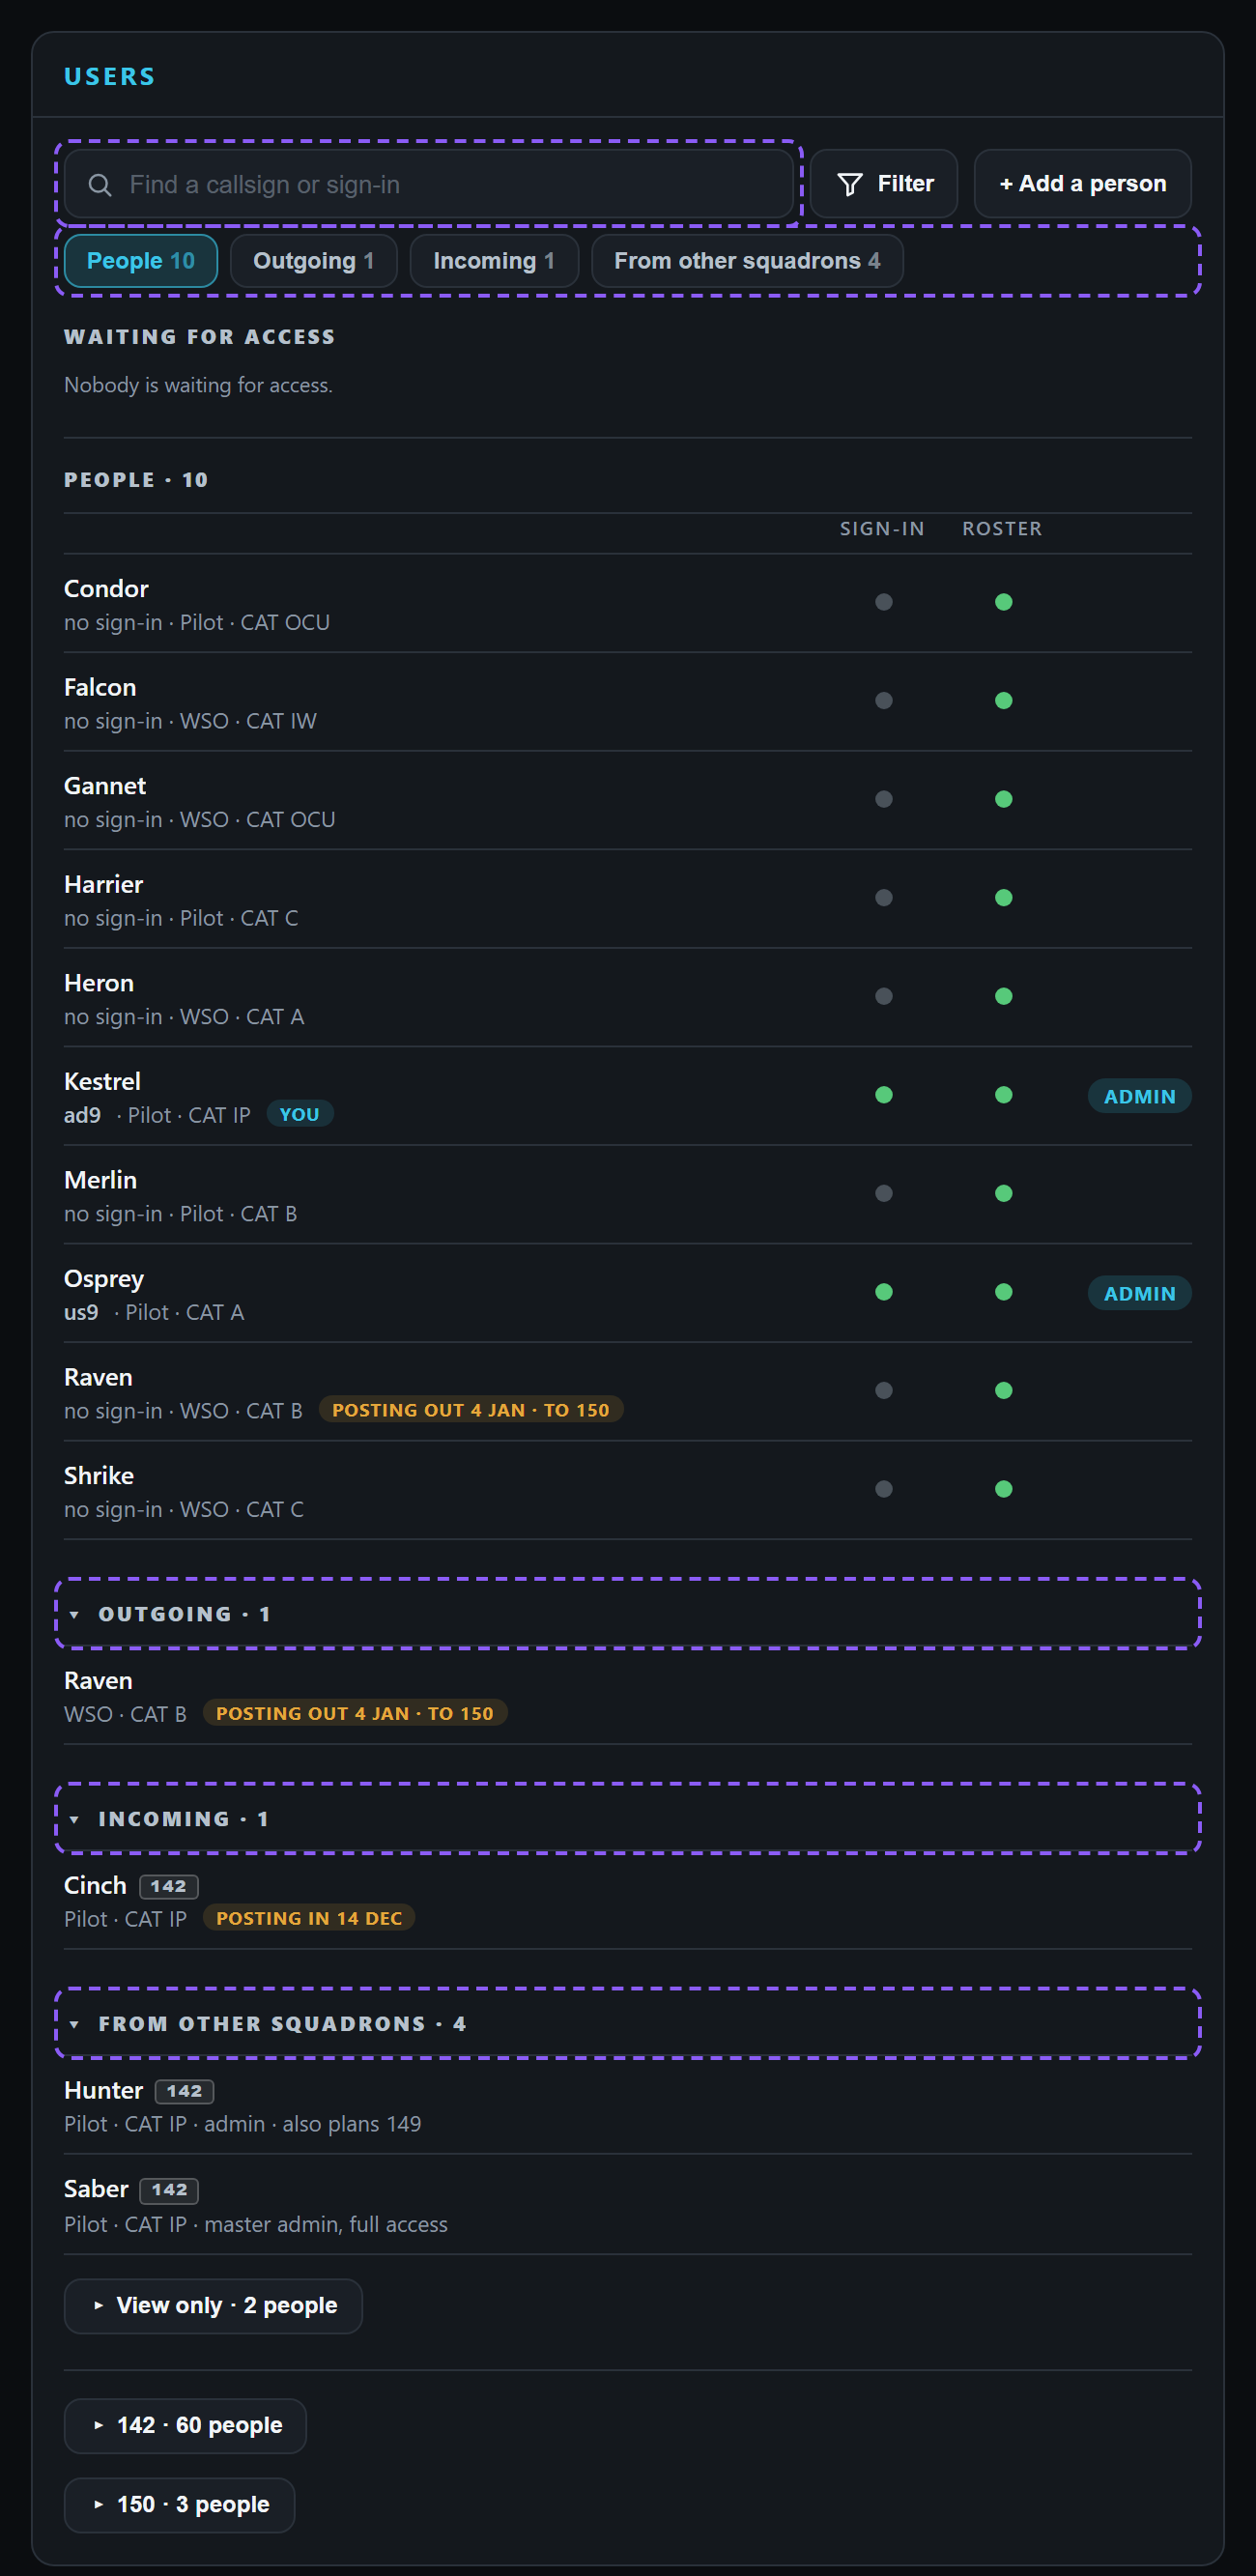 USERS
Find a callsign or sign-in
Filter
+ Add a person
People 10
Outgoing 1
Incoming 1
From other squadrons 4
WAITING FOR ACCESS
Nobody is waiting for access.
PEOPLE · 10
SIGN-IN ROSTER
Condor
no sign-in · Pilot · CAT OCU
Falcon
no sign-in · WSO · CAT IW
Gannet
no sign-in · WSO · CAT OCU
Harrier
no sign-in · Pilot · CAT C
Heron
no sign-in · WSO · CAT A
Kestrel
ad9 · Pilot · CAT IP YOU
ADMIN
Merlin
no sign-in · Pilot · CAT B
Osprey
us9 · Pilot · CAT A
ADMIN
Raven
no sign-in · WSO · CAT B POSTING OUT 4 JAN · TO 150
Shrike
no sign-in · WSO · CAT C
OUTGOING · 1
Raven
WSO · CAT B POSTING OUT 4 JAN · TO 150
INCOMING · 1
Cinch 142
Pilot · CAT IP POSTING IN 14 DEC
FROM OTHER SQUADRONS · 4
Hunter 142
Pilot · CAT IP · admin · also plans 149
Saber 142
Pilot · CAT IP · master admin, full access
View only · 2 people
142 · 60 people
150 · 3 people